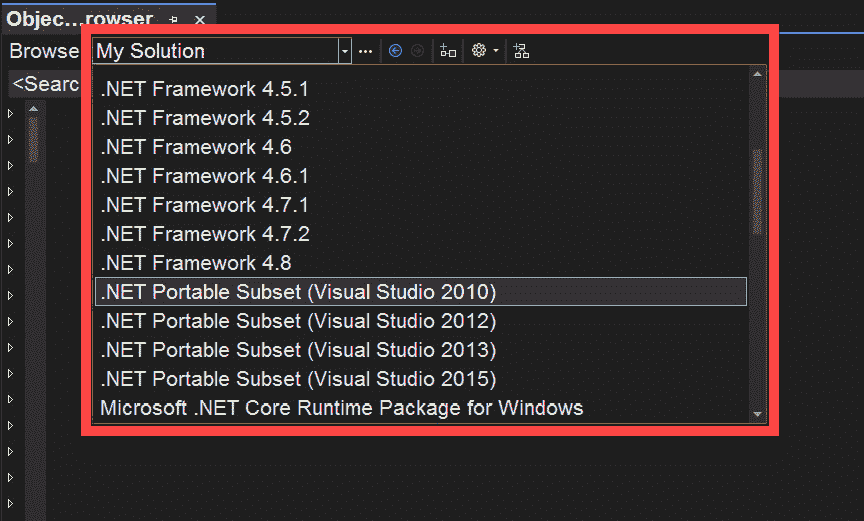 Objec...rowser
Browse
My Solution
<Searc
.NET Framework 4.5.1
.NET Framework 4.5.2
.NET Framework 4.6
.NET Framework 4.6.1
.NET Framework 4.7.1
.NET Framework 4.7.2
.NET Framework 4.8
.NET Portable Subset (Visual Studio 2010)
.NET Portable Subset (Visual Studio 2012)
.NET Portable Subset (Visual Studio 2013)
.NET Portable Subset (Visual Studio 2015)
Microsoft .NET Core Runtime Package for Windows